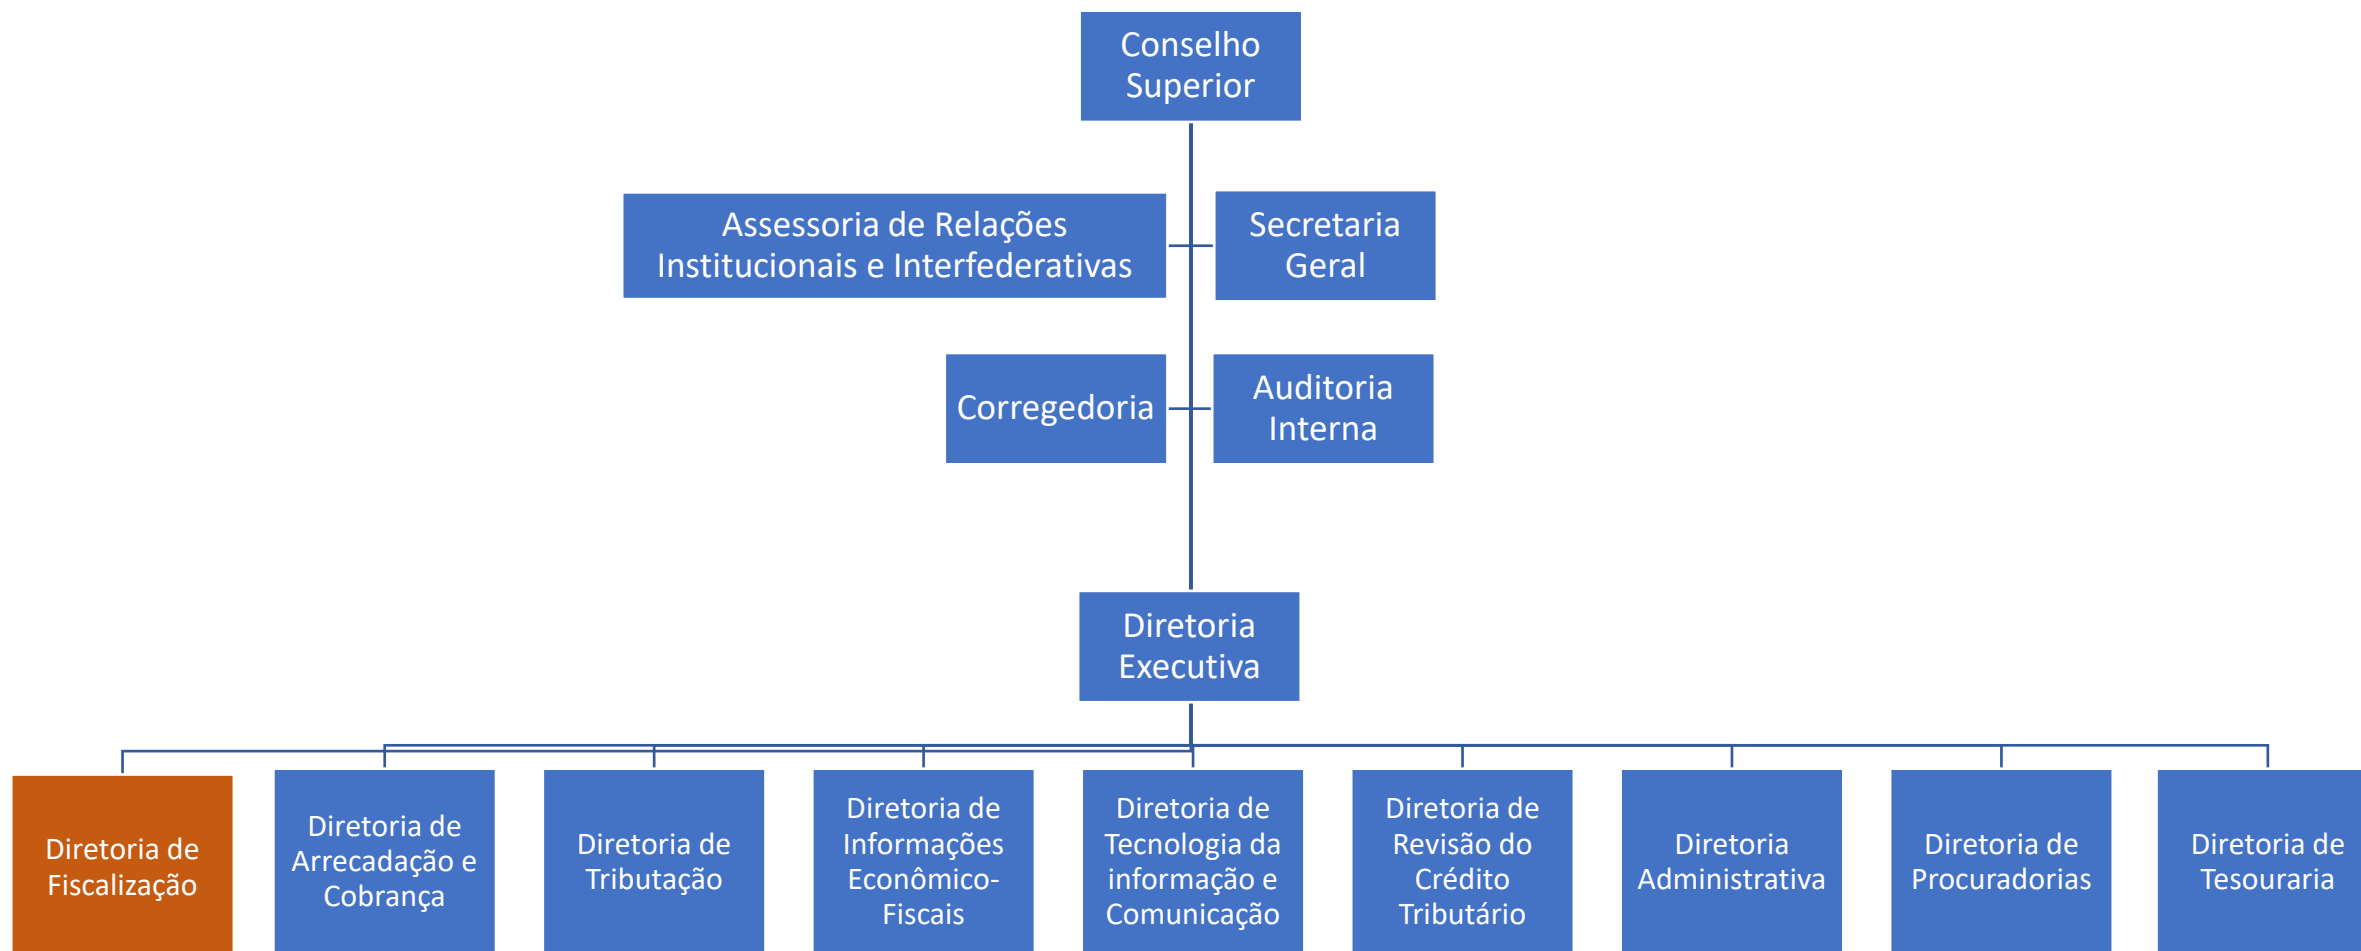 Conselho
Superior
Assessoria de Relações
Institucionais e Interfederativas
Secretaria
Geral
Corregedoria
Auditoria
Interna
Diretoria
Executiva
Diretoria de
Fiscalização
Diretoria de
Arrecadação e
Cobrança
Diretoria de
Tributação
Diretoria de
Informações
Econômico-
Fiscais
Diretoria de
Tecnologia da
informação e
Comunicação
Diretoria de
Revisão do
Crédito
Tributário
Diretoria
Administrativa
Diretoria de
Procuradorias
Diretoria de
Tesouraria